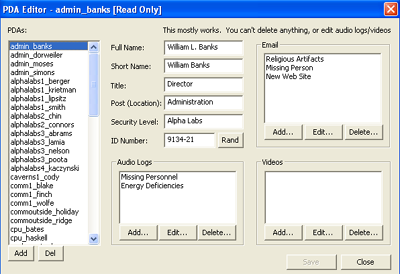 PDA Editor - admin_banks [Read Only]
PDAs:
This mostly works. You can't delete anything, or edit audio logs/videos
admin_banks
admin_dorweiler
admin_moses
admin_simons
alphalabs1_berger
alphalabs1_krietman
alphalabs1_lipsitz
alphalabs1_smith
alphalabs2_chin
alphalabs2_connors
alphalabs3_abrams
alphalabs3_lamia
alphalabs3_nelson
alphalabs3_poota
alphalabs4_kaczynski
caverns1_cody
comm1_blake
comm1_finch
comm1_wolfe
commoutside_holiday
commoutside_ridge
cpu_bates
cpu_haskell
Add
Del
Full Name: William L. Banks
Short Name: William Banks
Title: Director
Post (Location): Administration
Security Level: Alpha Labs
ID Number: 9134-21 Rand
Email
Religious Artifacts
Missing Person
New Web Site
Add... Edit... Delete...
Audio Logs
Missing Personnel
Energy Deficiencies
Add... Edit... Delete...
Videos
Add... Edit... Delete...
Save
Close